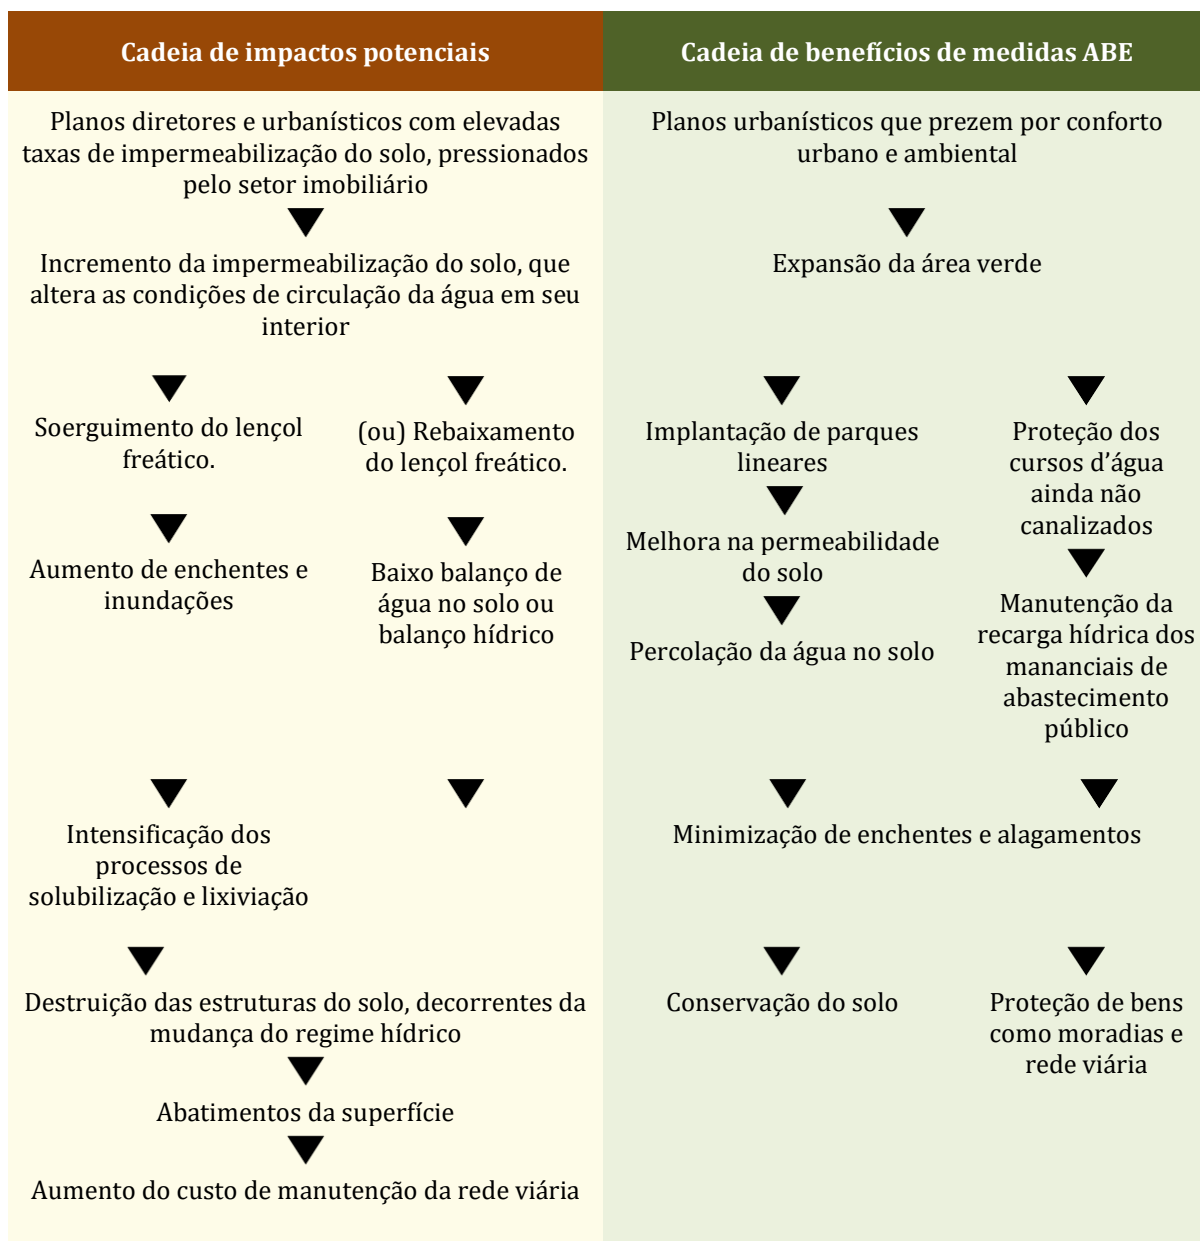 Cadeia de impactos potenciais
Planos diretores e urbanísticos com elevadas
taxas de impermeabilização do solo, pressionados
pelo setor imobiliário
Incremento da impermeabilização do solo, que
altera as condições de circulação da água em seu
interior
Soerguimento do lençol
freático.
Aumento de enchentes e
inundações
(ou) Rebaixamento
do lençol freático.
Baixo balanço de
água no solo ou
balanço hídrico
Intensificação dos
processos de
solubilização e lixiviação
Destruição das estruturas do solo, decorrentes da
mudança do regime hídrico
Abatimentos da superfície
Aumento do custo de manutenção da rede viária
Cadeia de benefícios de medidas ABE
Planos urbanísticos que prezem por conforto
urbano e ambiental
Expansão da área verde
Implantação de parques
lineares
Melhora na permeabilidade
do solo
Percolação da água no solo
Proteção dos
cursos d’água
ainda não
canalizados
Manutenção da
recarga hídrica dos
mananciais de
abastecimento
público
Minimização de enchentes e alagamentos
Conservação do solo
Proteção de bens
como moradias e
rede viária